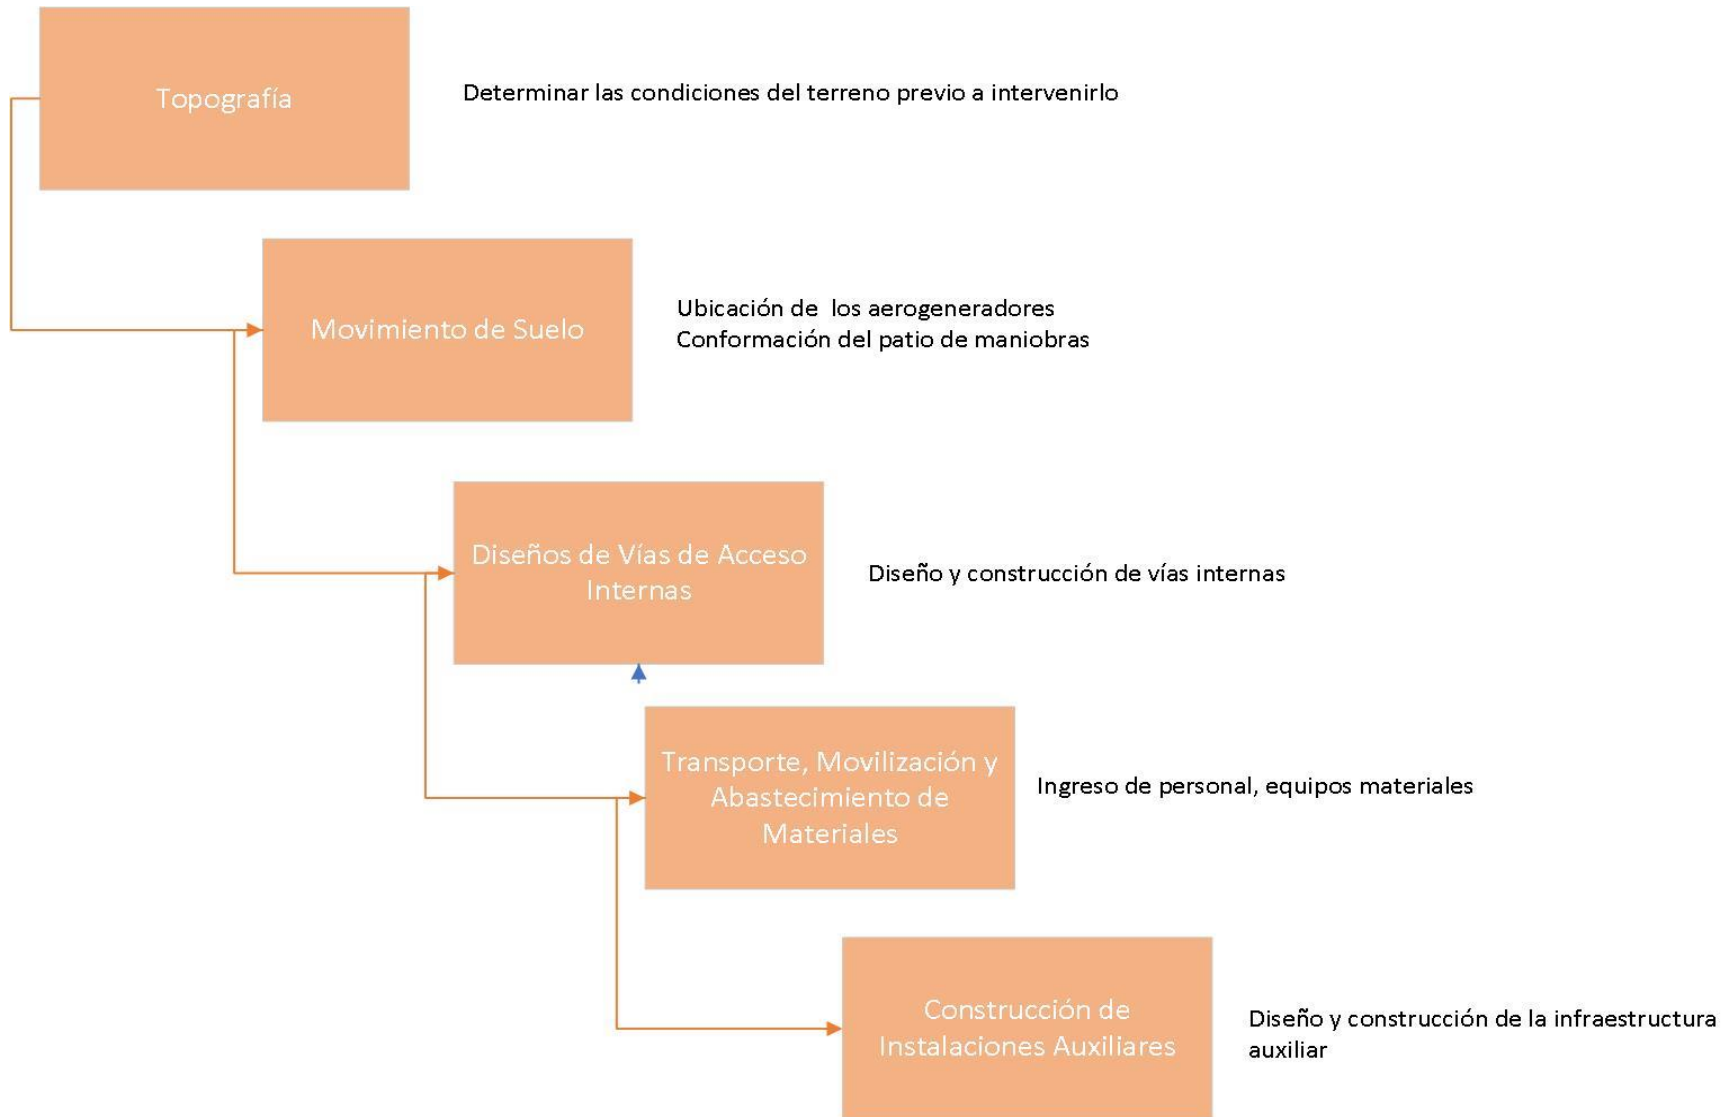 Topografía
Determinar las condiciones del terreno previo a intervenirlo
Movimiento de Suelo
Ubicación de  los aerogeneradores
Conformación del patio de maniobras
Diseños de Vías de Acceso
Internas
Diseño y construcción de vías internas
Transporte, Movilización y
Abastecimiento de
Materiales
Ingreso de personal, equipos materiales
Construcción de
Instalaciones Auxiliares
Diseño y construcción de la infraestructura
auxiliar